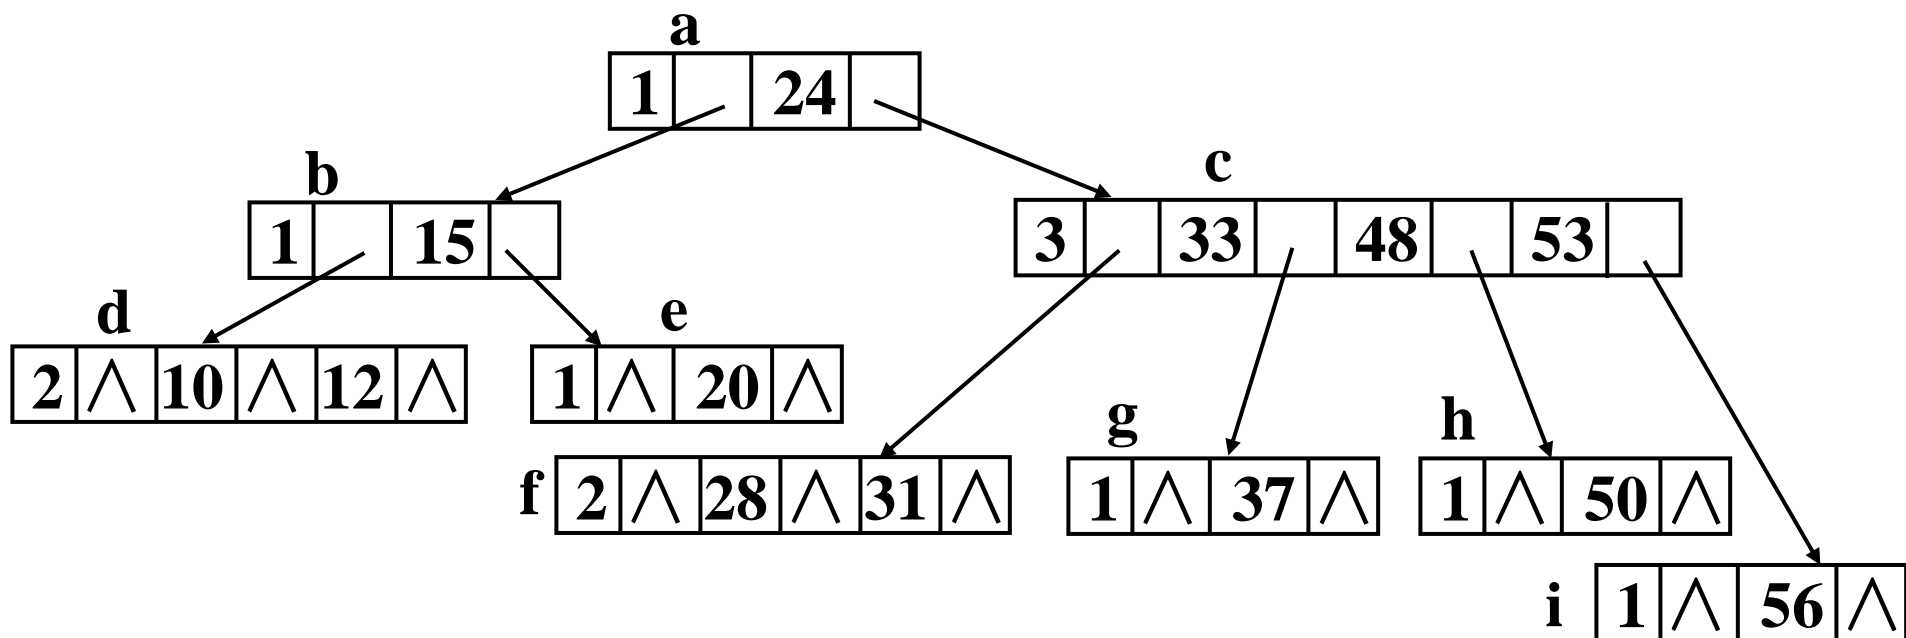 a
1 24
b
c
1 15
3 33 48 53
d
e
2 ∧ 10 ∧ 12 ∧
1 ∧ 20 ∧
g
h
f 2 ∧ 28 ∧ 31 ∧
1 ∧ 37 ∧
1 ∧ 50 ∧
i 1 ∧ 56 ∧